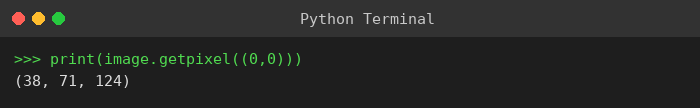 Python Terminal
>>> print(image.getpixel((0,0)))
(38, 71, 124)